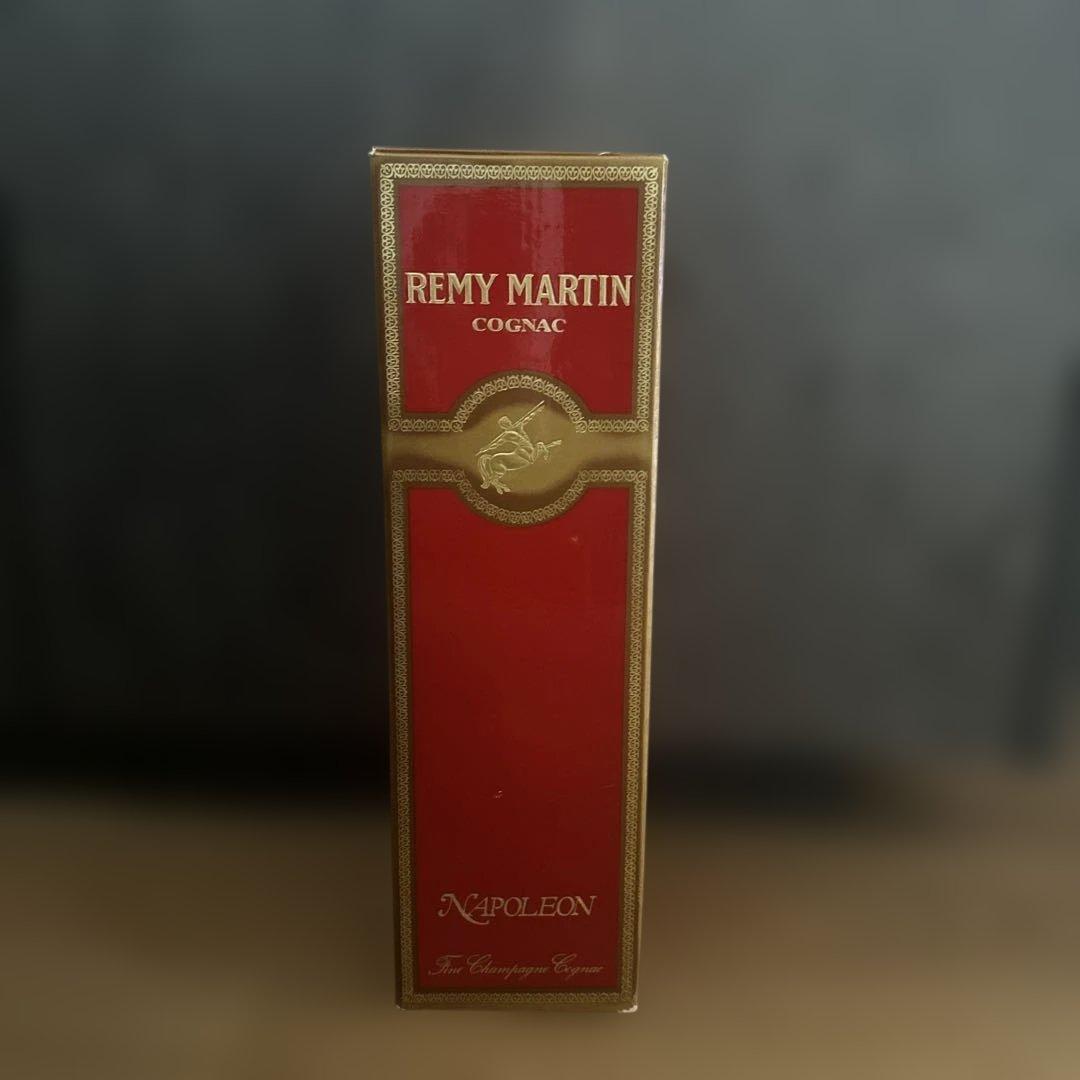 REMY MARTIN
COGNAC
NAPOLEON
Fine Champagne Cognac